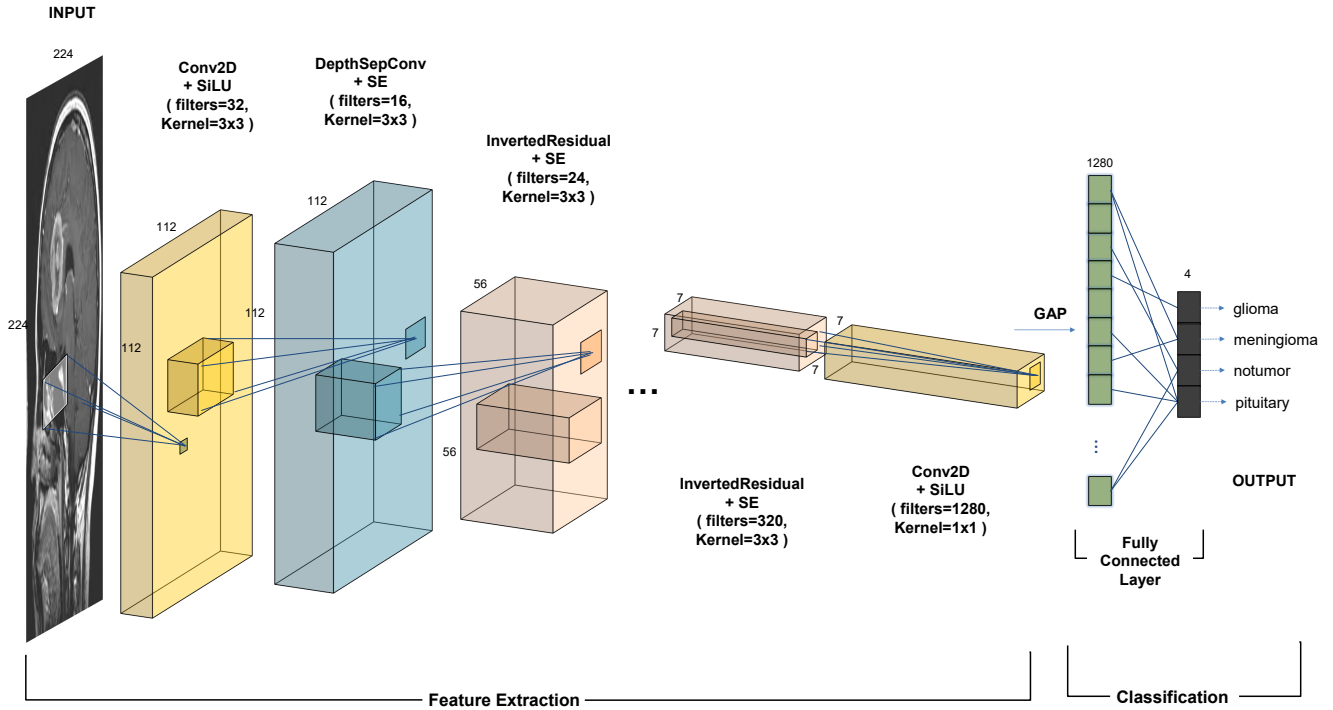 INPUT
224
224
Conv2D
+ SiLU
( filters=32,
Kernel=3x3 )
112
112
DepthSepConv
+ SE
( filters=16,
Kernel=3x3 )
112
112
InvertedResidual
+ SE
( filters=24,
Kernel=3x3 )
56
56
...
7
7
InvertedResidual
+ SE
( filters=320,
Kernel=3x3 )
7
7
Conv2D
+ SiLU
( filters=1280,
Kernel=1x1 )
GAP
1280
...
4
glioma
meningioma
notumor
pituitary
OUTPUT
Fully
Connected
Layer
Feature Extraction
Classification